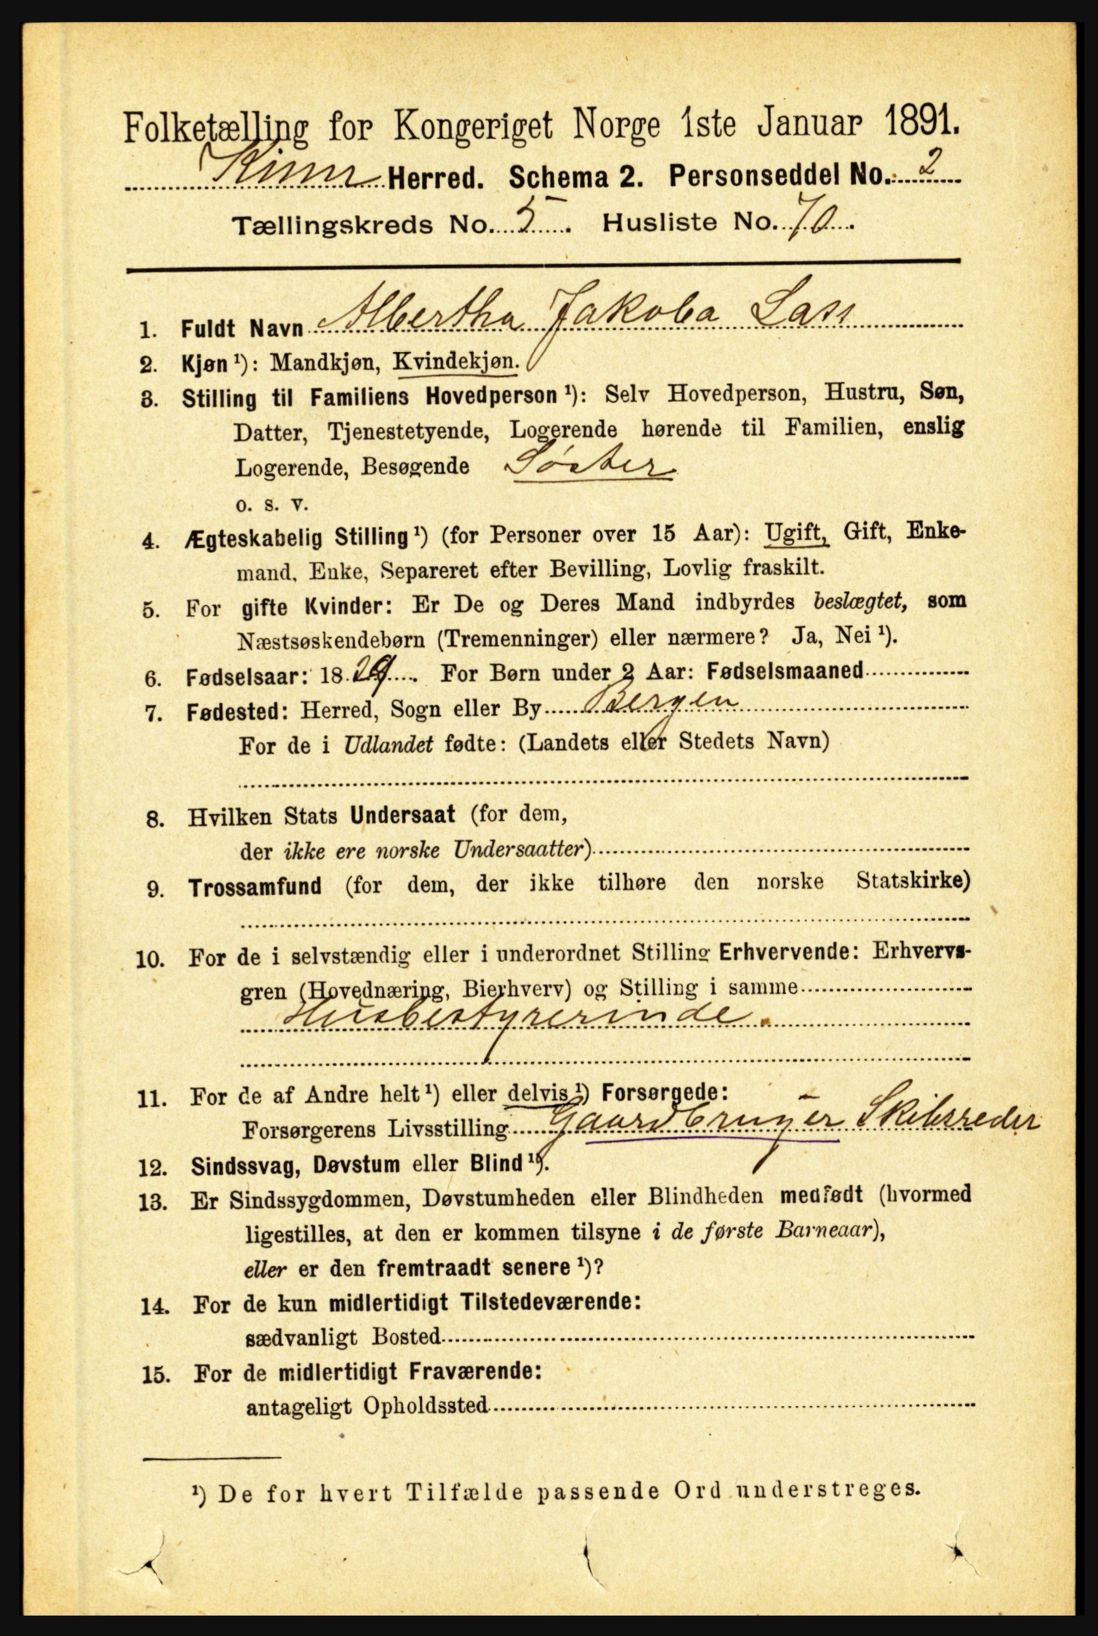 Folketælling for Kongeriget Norge 1ste Januar 1891.
Kinn Herred. Schema 2. Personseddel No. 2
Tællingskreds No. 5. Husliste No. 70.
1. Fuldt Navn Albertha Jakoba Lass
2. Kjøn ¹): Mandkjøn, Kvindekjøn.
3. Stilling til Familiens Hovedperson ¹): Selv Hovedperson, Hustru, Søn,
Datter, Tjenestetyende, Logerende hørende til Familien, enslig
Logerende, Besøgende Søster
o. s. v.
4. Ægteskabelig Stilling ¹) (for Personer over 15 Aar): Ugift, Gift, Enke-
mand, Enke, Separeret efter Bevilling, Lovlig fraskilt.
5. For gifte Kvinder: Er De og Deres Mand indbyrdes beslægtet, som
Næstsøskendebørn (Tremenninger) eller nærmere? Ja, Nei ¹).
6. Fødselsaar: 1829. For Børn under 2 Aar: Fødselsmaaned
7. Fødested: Herred, Sogn eller By Bergen
For de i Udlandet fødte: (Landets eller Stedets Navn)
8. Hvilken Stats Undersaat (for dem,
der ikke ere norske Undersaatter)
9. Trossamfund (for dem, der ikke tilhøre den norske Statskirke)
10. For de i selvstændig eller i underordnet Stilling Erhvervende: Erhvervs-
gren (Hovednæring, Bierhverv) og Stilling i samme
Husbestyrerinde.
11. For de af Andre helt ¹) eller delvis ¹) Forsørgede:
Forsørgerens Livsstilling Gaardbruger Skibsreder
12. Sindssvag, Døvstum eller Blind ¹).
13. Er Sindssygdommen, Døvstumheden eller Blindheden medfødt (hvormed
ligestilles, at den er kommen tilsyne i de første Barneaar),
eller er den fremtraadt senere ¹)?
14. For de kun midlertidigt Tilstedeværende:
sædvanligt Bosted
15. For de midlertidigt Fraværende:
antageligt Opholdssted
¹) De for hvert Tilfælde passende Ord understreges.